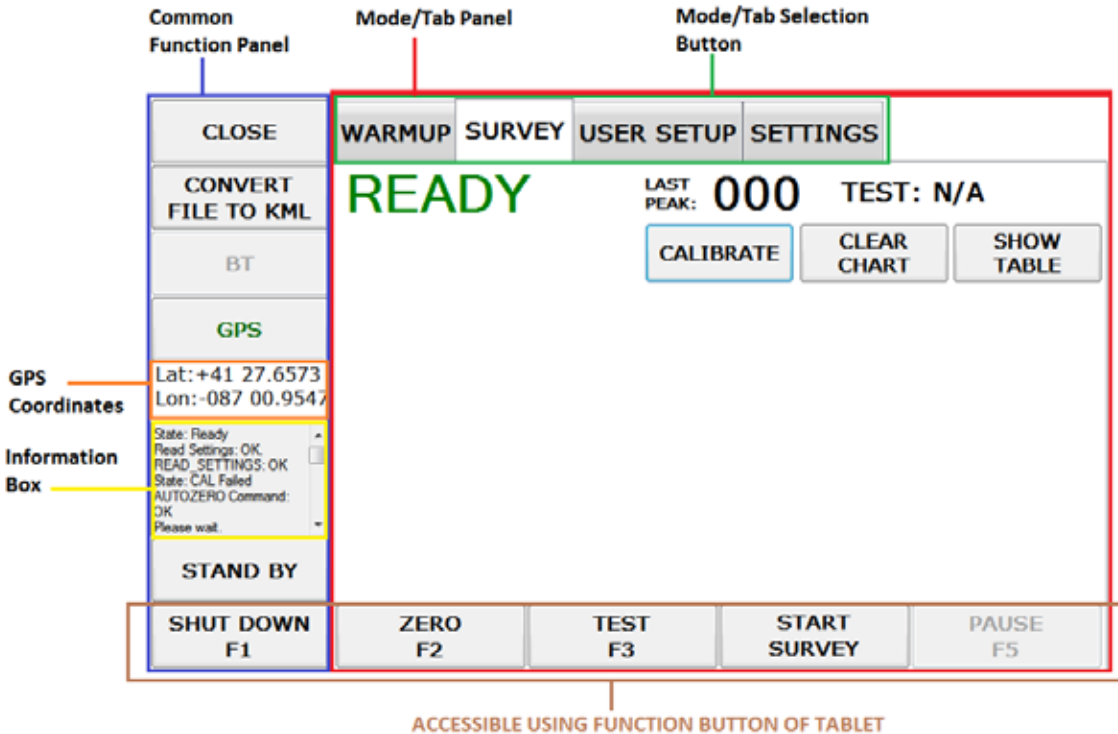 Common
Function Panel
Mode/Tab Panel
Mode/Tab Selection
Button
CLOSE
WARMUP SURVEY USER SETUP SETTINGS
CONVERT
FILE TO KML
READY
LAST
PEAK: 000
TEST: N/A
BT
CALIBRATE
CLEAR
CHART
SHOW
TABLE
GPS
GPS
Coordinates
Lat:+41 27.6573
Lon:-087 00.9547
Information
Box
State: Ready
Read Settings: OK.
READ_SETTINGS: OK
State: CAL Failed
AUTOZERO Command:
OK
Please wait.
STAND BY
SHUT DOWN
F1
ZERO
F2
TEST
F3
START
SURVEY
PAUSE
F5
ACCESSIBLE USING FUNCTION BUTTON OF TABLET